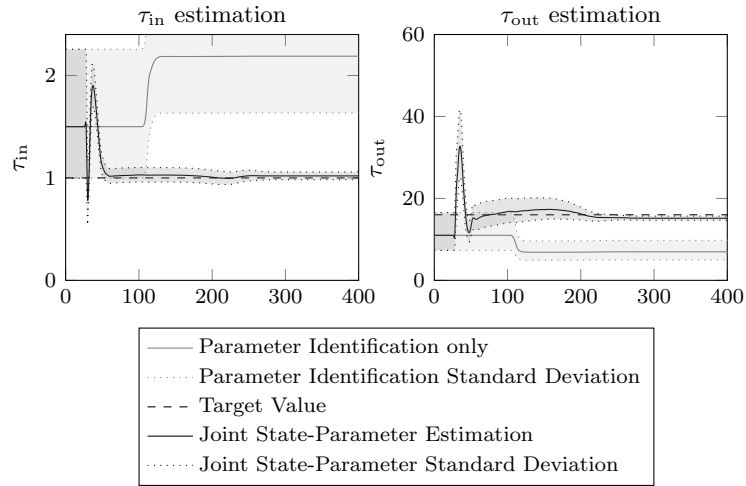 τin estimation
τout estimation
2
1
0
τin
0 100 200 300 400
60
40
20
0
τout
0 100 200 300 400
Parameter Identification only
Parameter Identification Standard Deviation
Target Value
Joint State-Parameter Estimation
Joint State-Parameter Standard Deviation